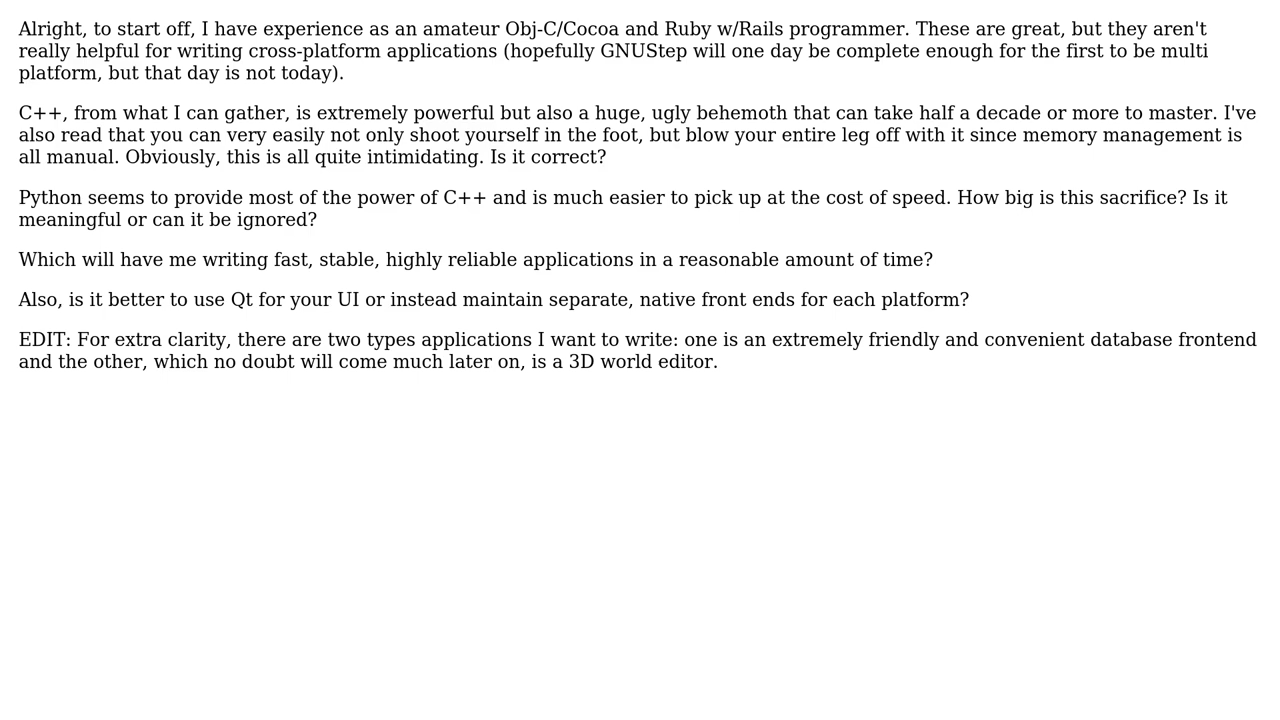 Alright, to start off, I have experience as an amateur Obj-C/Cocoa and Ruby w/Rails programmer. These are great, but they aren't
really helpful for writing cross-platform applications (hopefully GNUStep will one day be complete enough for the first to be multi
platform, but that day is not today).
C++, from what I can gather, is extremely powerful but also a huge, ugly behemoth that can take half a decade or more to master. I've
also read that you can very easily not only shoot yourself in the foot, but blow your entire leg off with it since memory management is
all manual. Obviously, this is all quite intimidating. Is it correct?
Python seems to provide most of the power of C++ and is much easier to pick up at the cost of speed. How big is this sacrifice? Is it
meaningful or can it be ignored?
Which will have me writing fast, stable, highly reliable applications in a reasonable amount of time?
Also, is it better to use Qt for your UI or instead maintain separate, native front ends for each platform?
EDIT: For extra clarity, there are two types applications I want to write: one is an extremely friendly and convenient database frontend
and the other, which no doubt will come much later on, is a 3D world editor.